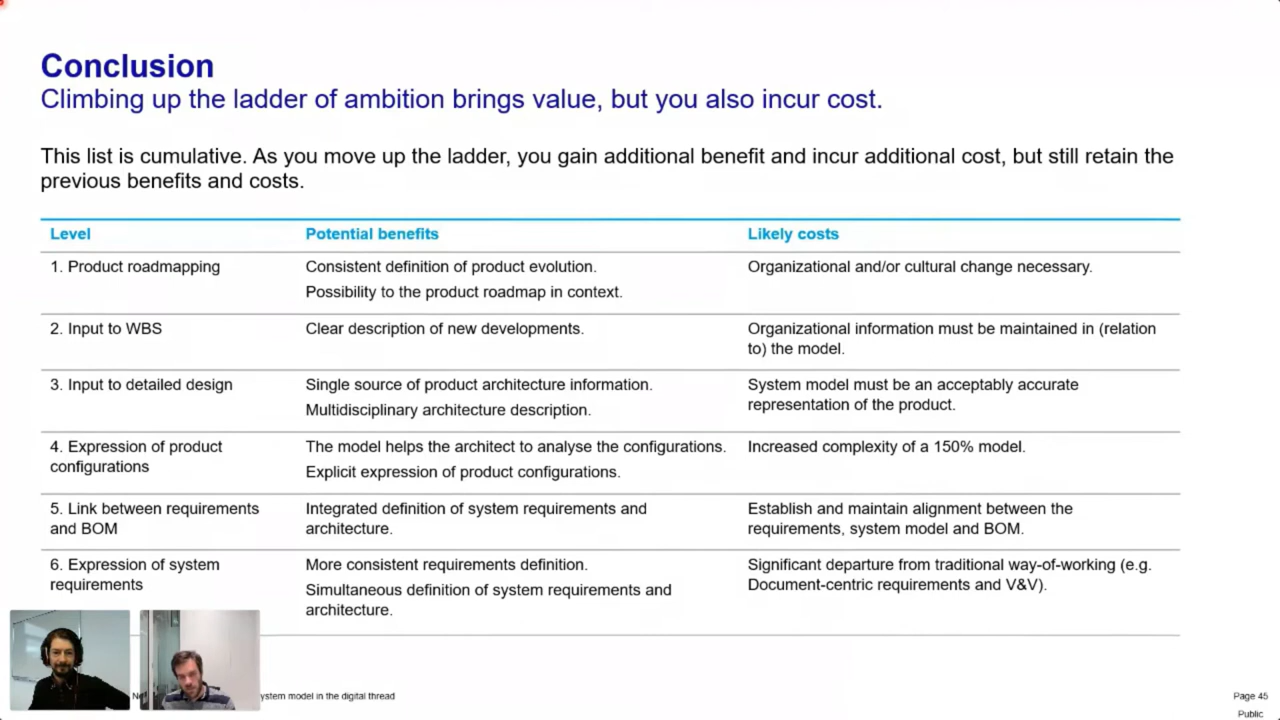 Conclusion
Climbing up the ladder of ambition brings value, but you also incur cost.
This list is cumulative. As you move up the ladder, you gain additional benefit and incur additional cost, but still retain the
previous benefits and costs.
Level Potential benefits Likely costs
1. Product roadmapping
Consistent definition of product evolution.
Possibility to the product roadmap in context.
Organizational and/or cultural change necessary.
2. Input to WBS
Clear description of new developments.
Organizational information must be maintained in (relation
to) the model.
3. Input to detailed design
Single source of product architecture information.
Multidisciplinary architecture description.
System model must be an acceptably accurate
representation of the product.
4. Expression of product
configurations
The model helps the architect to analyse the configurations.
Explicit expression of product configurations.
Increased complexity of a 150% model.
5. Link between requirements
and BOM
Integrated definition of system requirements and
architecture.
Establish and maintain alignment between the
requirements, system model and BOM.
6. Expression of system
requirements
More consistent requirements definition.
Simultaneous definition of system requirements and
architecture.
Significant departure from traditional way-of-working (e.g.
Document-centric requirements and V&V).
model in the digital thread
Page 45
Public